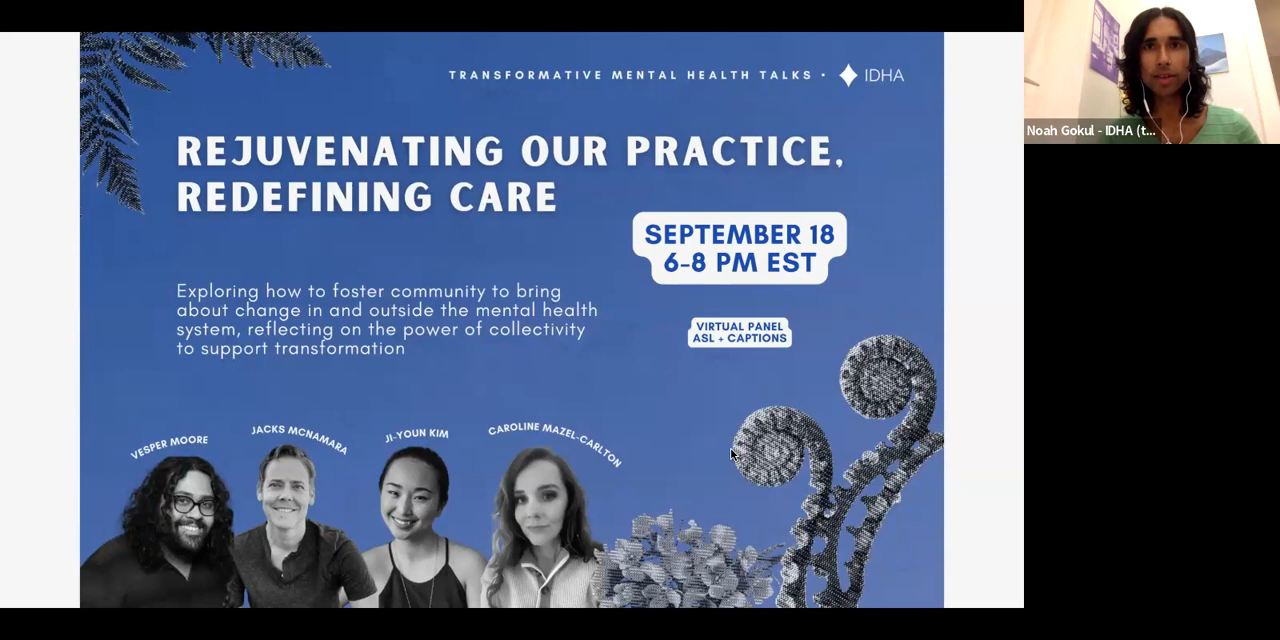 TRANSFORMATIVE MENTAL HEALTH TALKS • IDHA
REJUVENATING OUR PRACTICE,
REDEFINING CARE
SEPTEMBER 18
6-8 PM EST
Exploring how to foster community to bring
about change in and outside the mental health
system, reflecting on the power of collectivity
to support transformation
VIRTUAL PANEL
ASL + CAPTIONS
VESPER MOORE
JACKS MCNAMARA
JI-YOUN KIM
CAROLINE MAZEL-CARLTON
Noah Gokul - IDHA (t...